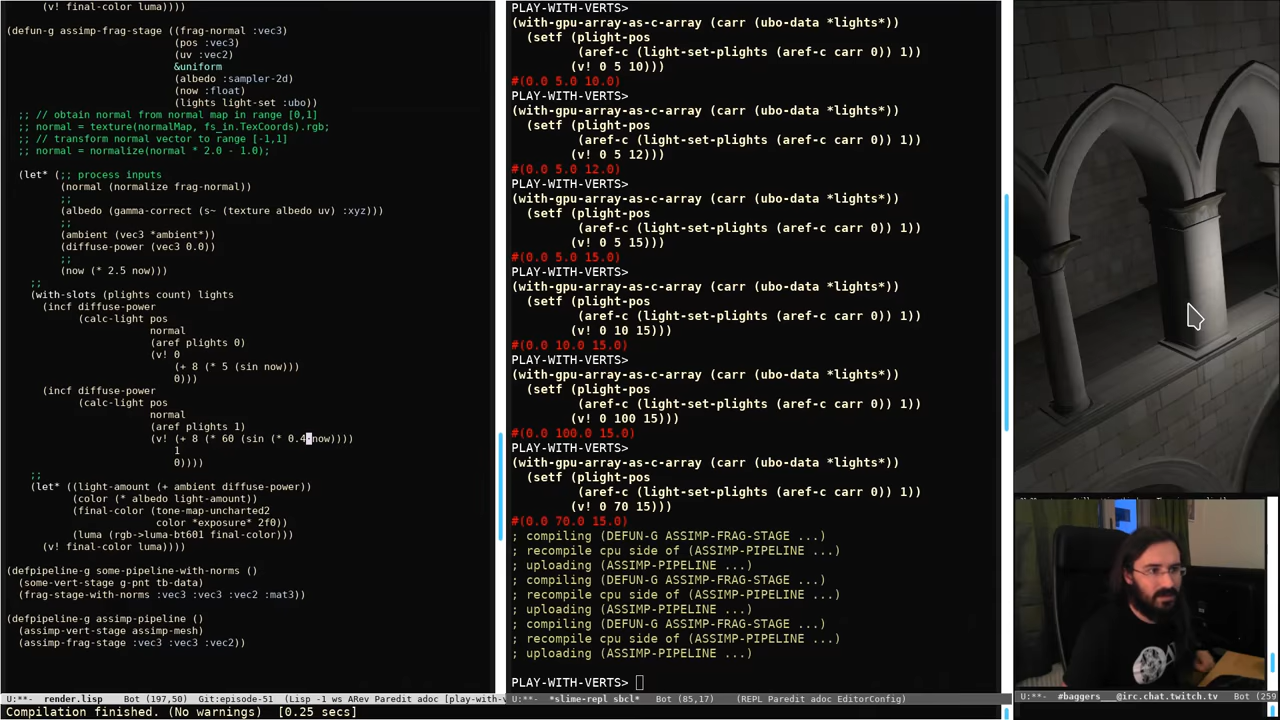 (v! final-color luma))))
(defun-g assimp-frag-stage ((frag-normal :vec3)
(pos :vec3)
(uv :vec2)
&uniform
(albedo :sampler-2d)
(now :float)
(lights light-set :ubo))
;; // obtain normal from normal map in range [0,1]
;; normal = texture(normalMap, fs_in.TexCoords).rgb;
;; // transform normal vector to range [-1,1]
;; normal = normalize(normal * 2.0 - 1.0);
(let* (;; process inputs
(normal (normalize frag-normal))
;;
(albedo (gamma-correct (s~ (texture albedo uv) :xyz)))
;;
(ambient (vec3 *ambient*))
(diffuse-power (vec3 0.0))
;;
(now (* 2.5 now)))
;;
(with-slots (plights count) lights
(incf diffuse-power
(calc-light pos
normal
(aref plights 0)
(v! 0
(+ 8 (* 5 (sin now)))
0)))
(incf diffuse-power
(calc-light pos
normal
(aref plights 1)
(v! (+ 8 (* 60 (sin (* 0.4 now))))
1
0))))
;;
(let* ((light-amount (+ ambient diffuse-power))
(color (* albedo light-amount))
(final-color (tone-map-uncharted2
color *exposure* 2f0))
(luma (rgb->luma-bt601 final-color)))
(v! final-color luma))))
(defpipeline-g some-pipeline-with-norms ()
(some-vert-stage g-pnt tb-data)
(frag-stage-with-norms :vec3 :vec3 :vec2 :mat3))
(defpipeline-g assimp-pipeline ()
(assimp-vert-stage assimp-mesh)
(assimp-frag-stage :vec3 :vec3 :vec2))
U:**- render.lisp Bot (197,50) Git:episode-51 (Lisp -1 ws ARev Paredit adoc [play-with-v
Compilation finished. (No warnings) [0.25 secs]
PLAY-WITH-VERTS>
(with-gpu-array-as-c-array (carr (ubo-data *lights*))
(setf (plight-pos
(aref-c (light-set-plights (aref-c carr 0)) 1))
(v! 0 5 10)))
#(0.0 5.0 10.0)
PLAY-WITH-VERTS>
(with-gpu-array-as-c-array (carr (ubo-data *lights*))
(setf (plight-pos
(aref-c (light-set-plights (aref-c carr 0)) 1))
(v! 0 5 12)))
#(0.0 5.0 12.0)
PLAY-WITH-VERTS>
(with-gpu-array-as-c-array (carr (ubo-data *lights*))
(setf (plight-pos
(aref-c (light-set-plights (aref-c carr 0)) 1))
(v! 0 5 15)))
#(0.0 5.0 15.0)
PLAY-WITH-VERTS>
(with-gpu-array-as-c-array (carr (ubo-data *lights*))
(setf (plight-pos
(aref-c (light-set-plights (aref-c carr 0)) 1))
(v! 0 10 15)))
#(0.0 10.0 15.0)
PLAY-WITH-VERTS>
(with-gpu-array-as-c-array (carr (ubo-data *lights*))
(setf (plight-pos
(aref-c (light-set-plights (aref-c carr 0)) 1))
(v! 0 100 15)))
#(0.0 100.0 15.0)
PLAY-WITH-VERTS>
(with-gpu-array-as-c-array (carr (ubo-data *lights*))
(setf (plight-pos
(aref-c (light-set-plights (aref-c carr 0)) 1))
(v! 0 70 15)))
#(0.0 70.0 15.0)
; compiling (DEFUN-G ASSIMP-FRAG-STAGE ...)
; recompile cpu side of (ASSIMP-PIPELINE ...)
; uploading (ASSIMP-PIPELINE ...)
; compiling (DEFUN-G ASSIMP-FRAG-STAGE ...)
; recompile cpu side of (ASSIMP-PIPELINE ...)
; uploading (ASSIMP-PIPELINE ...)
; compiling (DEFUN-G ASSIMP-FRAG-STAGE ...)
; recompile cpu side of (ASSIMP-PIPELINE ...)
; uploading (ASSIMP-PIPELINE ...)
PLAY-WITH-VERTS>
U:**- *slime-repl sbcl* Bot (85,17) (REPL Paredit adoc EditorConfig)
U:**- #baggers___@irc.chat.twitch.tv Bot (259